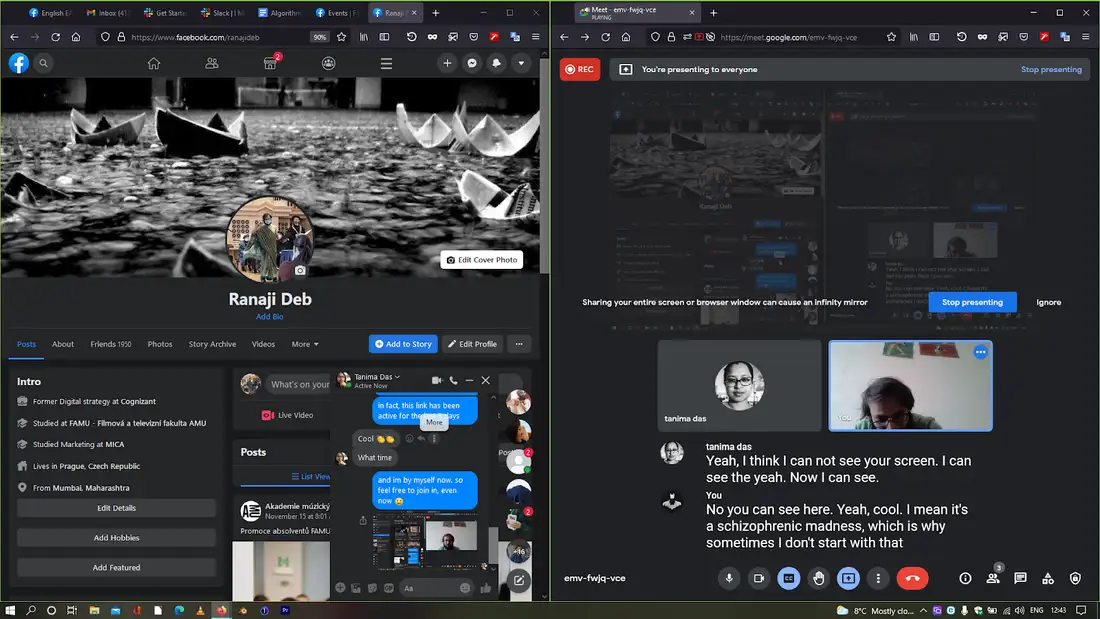 English EA
Inbox (41
Get Starte
Slack | | M
Algorithm
Events | F
Ranaji
https://www.facebook.com/ranajideb
90%
2
Edit Cover Photo
Ranaji Deb
Add Bio
Posts
About
Friends 1950
Photos
Story Archive
Videos
More
Add to Story
Edit Profile
Intro
Former Digital strategy at Cognizant
Studied at FAMU - Filmová a televizní fakulta AMU
Studied Marketing at MICA
Lives in Prague, Czech Republic
From Mumbai, Maharashtra
Edit Details
Add Hobbies
Add Featured
What's on your
Live Video
Posts
List View
Akademie múzický
November 15 at 8:01
Promoce absolventů FAMU
Tanima Das
Active Now
in fact, this link has been
active for the
days
More
Cool 👏👏
What time
and im by myself now. so
feel free to join in, even
now 😢
Aa
2
2
+16
Meet - emv-fwjq-vce
PLAYING
https://meet.google.com/emv-fwjq-vce
REC
You're presenting to everyone
Stop presenting
Sharing your entire screen or browser window can cause an infinity mirror
Stop presenting
Ignore
tanima das
You
tanima das
Yeah, I think I can not see your screen. I can
see the yeah. Now I can see.
You
No you can see here. Yeah, cool. I mean it's
a schizophrenic madness, which is why
sometimes I don't start with that
emv-fwjq-vce
CC
3
8°C Mostly clo...
ENG
12:43